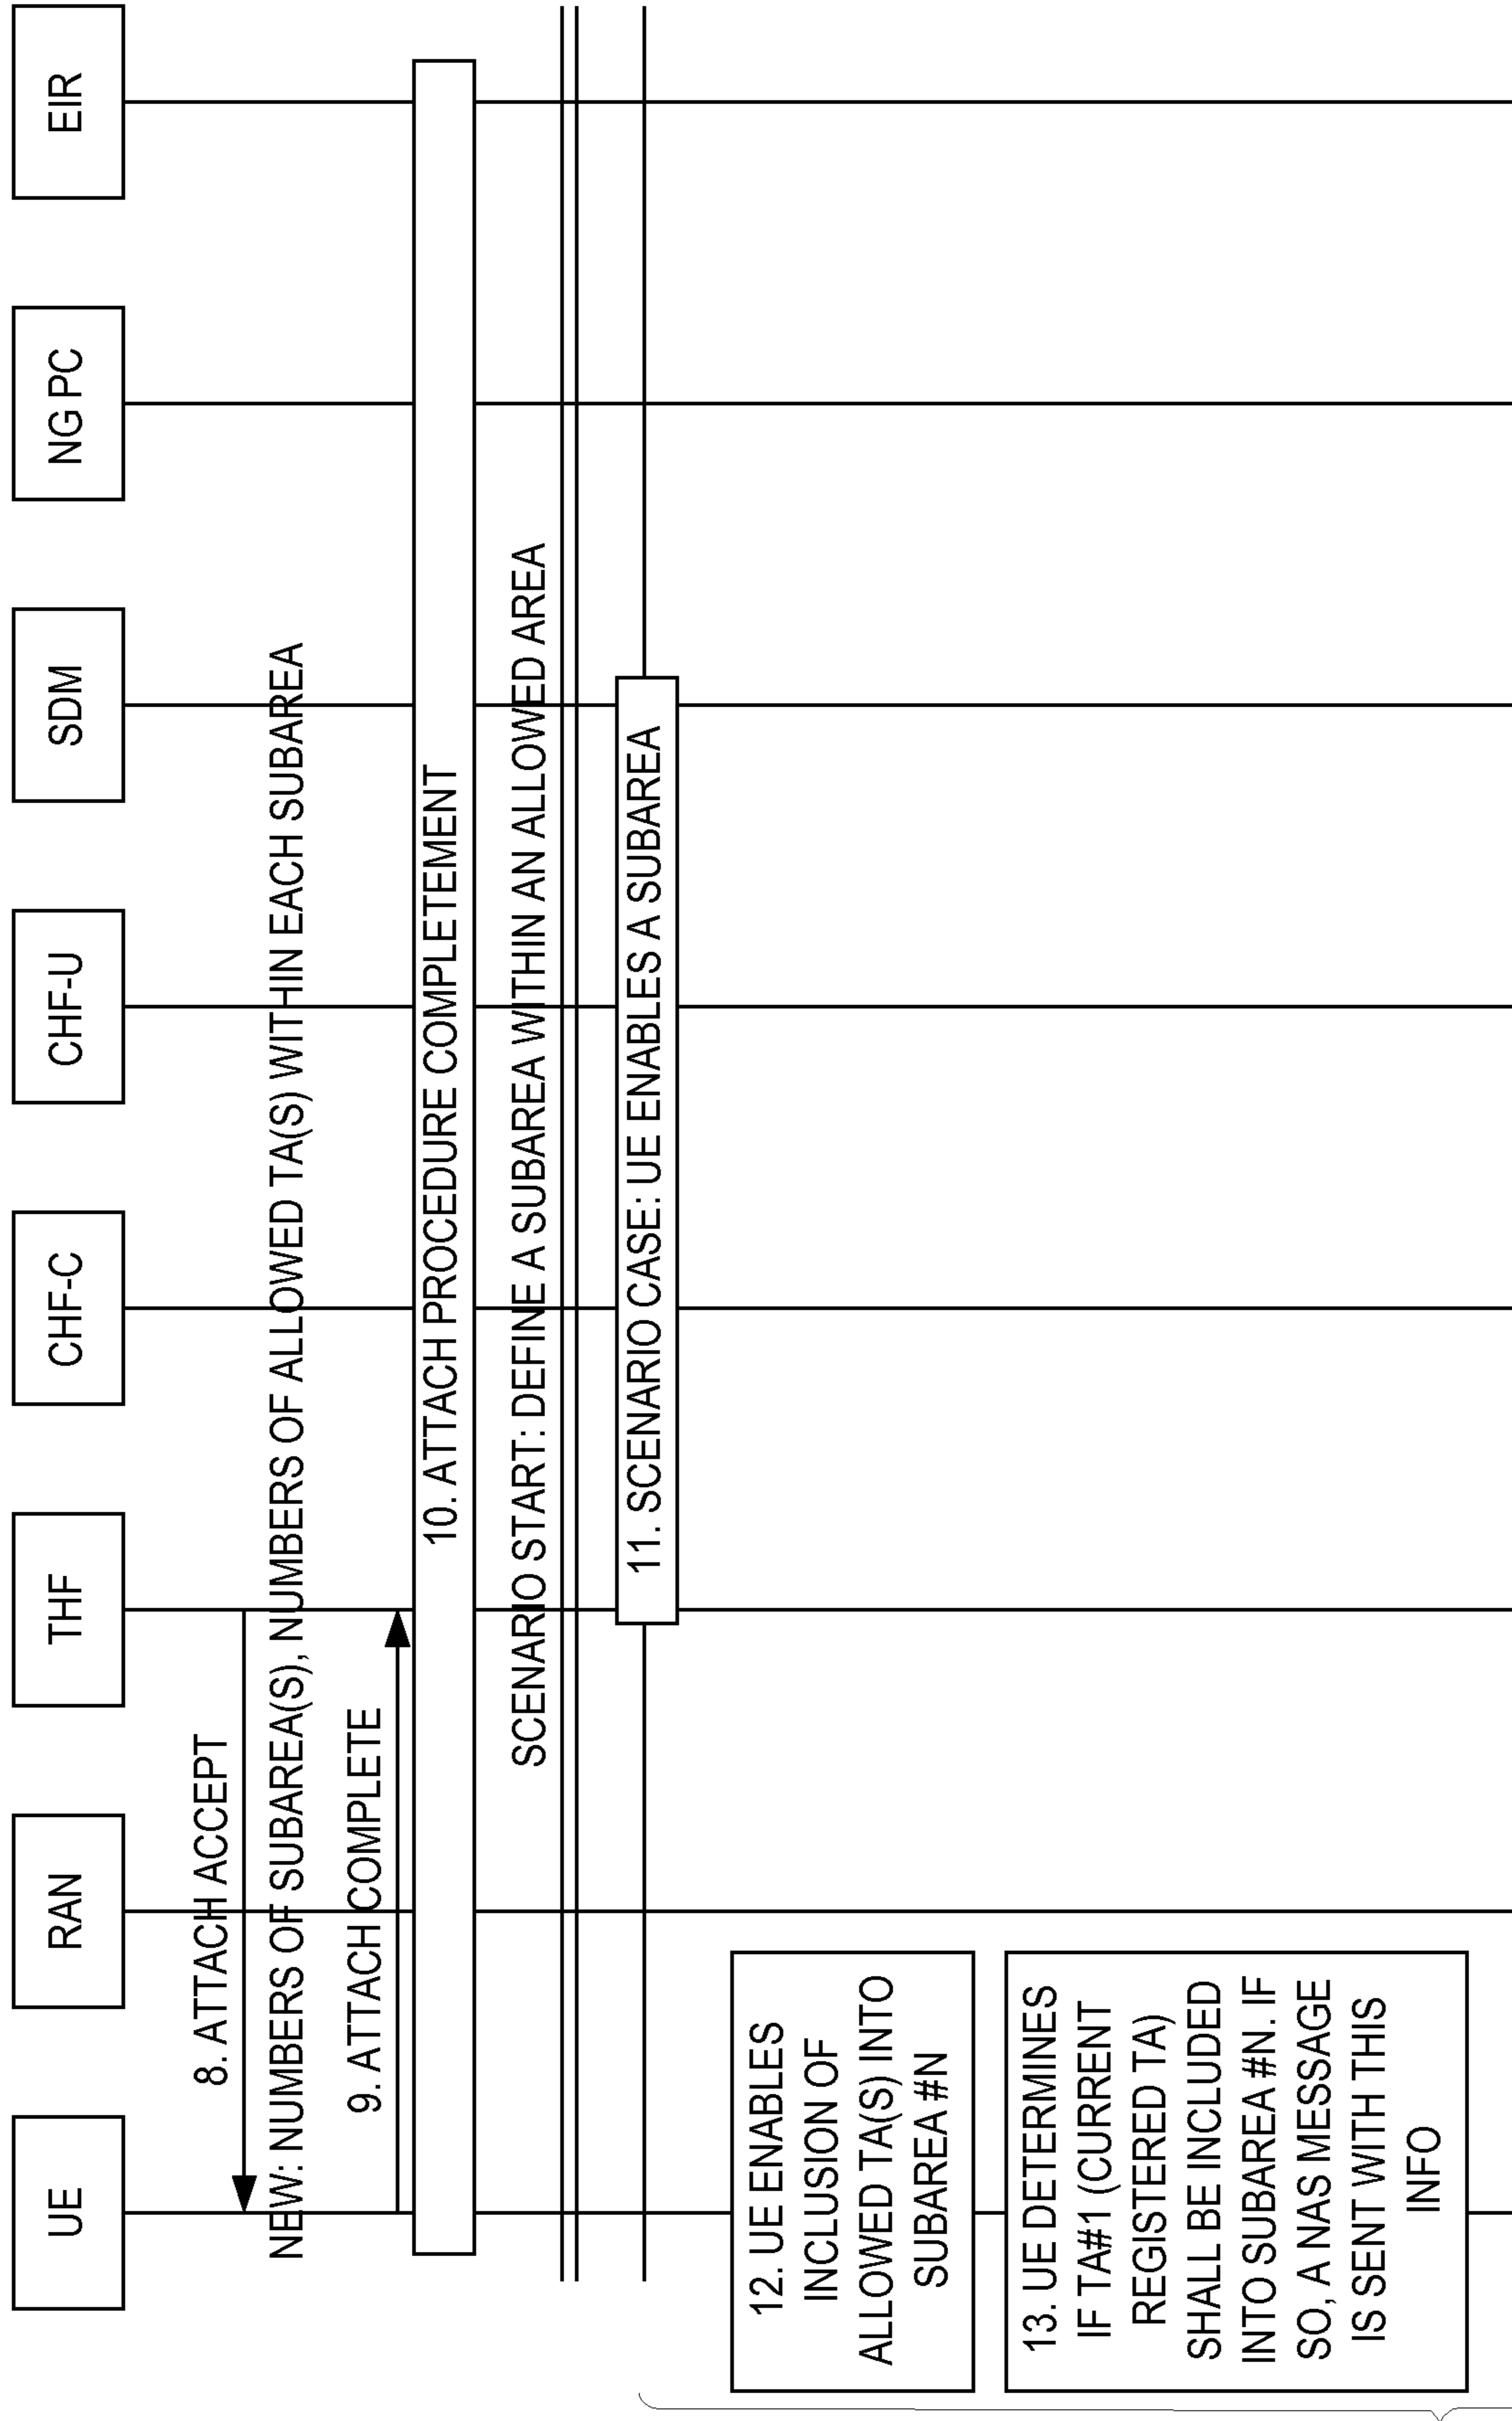 UE
RAN
THF
CHF-C
CHF-U
SDM
NG PC
EIR
8. ATTACH ACCEPT
NEW: NUMBERS OF SUBAREA(S), NUMBERS OF ALLOWED TA(S) WITHIN EACH SUBAREA
9. ATTACH COMPLETE
10. ATTACH PROCEDURE COMPLETEMENT
SCENARIO START: DEFINE A SUBAREA WITHIN AN ALLOWED AREA
11. SCENARIO CASE: UE ENABLES A SUBAREA
12. UE ENABLES
INCLUSION OF
ALLOWED TA(S) INTO
SUBAREA #N
13. UE DETERMINES
IF TA#1 (CURRENT
REGISTERED TA)
SHALL BE INCLUDED
INTO SUBAREA #N. IF
SO, A NAS MESSAGE
IS SENT WITH THIS
INFO